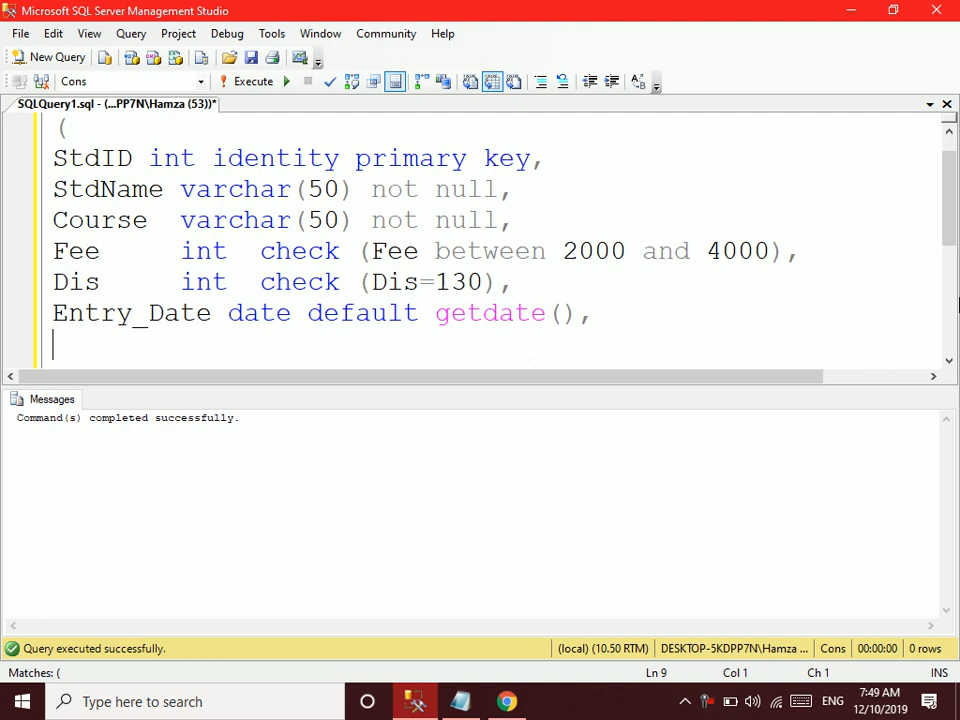 Microsoft SQL Server Management Studio
File Edit View Query Project Debug Tools Window Community Help
New Query
Cons Execute
SQLQuery1.sql - (...PP7N\Hamza (53))*
(
StdID int identity primary key,
StdName varchar(50) not null,
Course varchar(50) not null,
Fee int check (Fee between 2000 and 4000),
Dis int check (Dis=130),
Entry_Date date default getdate(),
Messages
Command(s) completed successfully.
Query executed successfully. (local) (10.50 RTM) DESKTOP-5KDPP7N\Hamza ... Cons 00:00:00 0 rows
Matches: ( Ln 9 Col 1 Ch 1 INS
Type here to search ENG 7:49 AM
12/10/2019